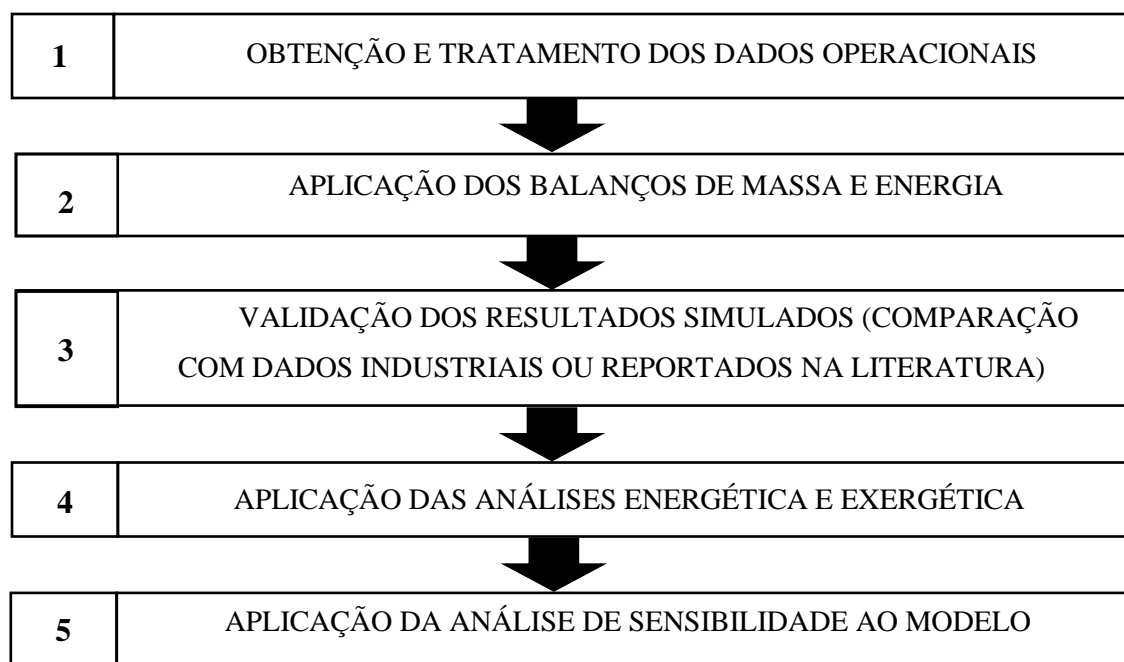 1
OBTENÇÃO E TRATAMENTO DOS DADOS OPERACIONAIS
2
APLICAÇÃO DOS BALANÇOS DE MASSA E ENERGIA
3
VALIDAÇÃO DOS RESULTADOS SIMULADOS (COMPARAÇÃO
COM DADOS INDUSTRIAIS OU REPORTADOS NA LITERATURA)
4
APLICAÇÃO DAS ANÁLISES ENERGÉTICA E EXERGÉTICA
5
APLICAÇÃO DA ANÁLISE DE SENSIBILIDADE AO MODELO